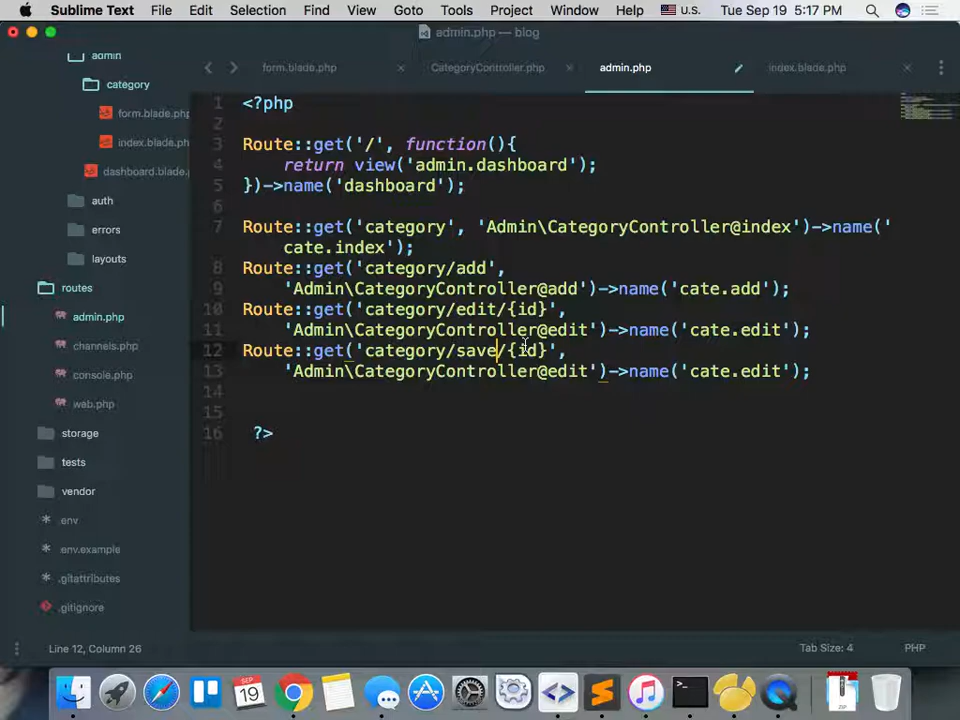 Sublime Text File Edit Selection Find Goto Tools Project Window Help U.S. Tue Sep 19 5:17 PM
admin.php — blog
form.blade.php CategoryController.php admin.php index.blade.php
admin
category
form.blade.php
index.blade.ph
dashboard.blade.
auth
errors
layouts
routes
admin.php
channels.php
console.php
web.php
storage
tests
vendor
.env
.env.example
.gitattributes
.gitignore
1 <?php
2
3 Route::get('/', function(){
4 return view('admin.dashboard');
5 })->name('dashboard');
6
7 Route::get('category', 'Admin\CategoryController@index')->name('
cate.index');
8 Route::get('category/add',
9 'Admin\CategoryController@add')->name('cate.add');
10 Route::get('category/edit/{id}',
11 'Admin\CategoryController@edit')->name('cate.edit');
12 Route::get('category/save/{id}',
13 'Admin\CategoryController@edit')->name('cate.edit');
14
15
16 ?>
Line 12, Column 26 Tab Size: 4 PHP
SEP
19
ZIP